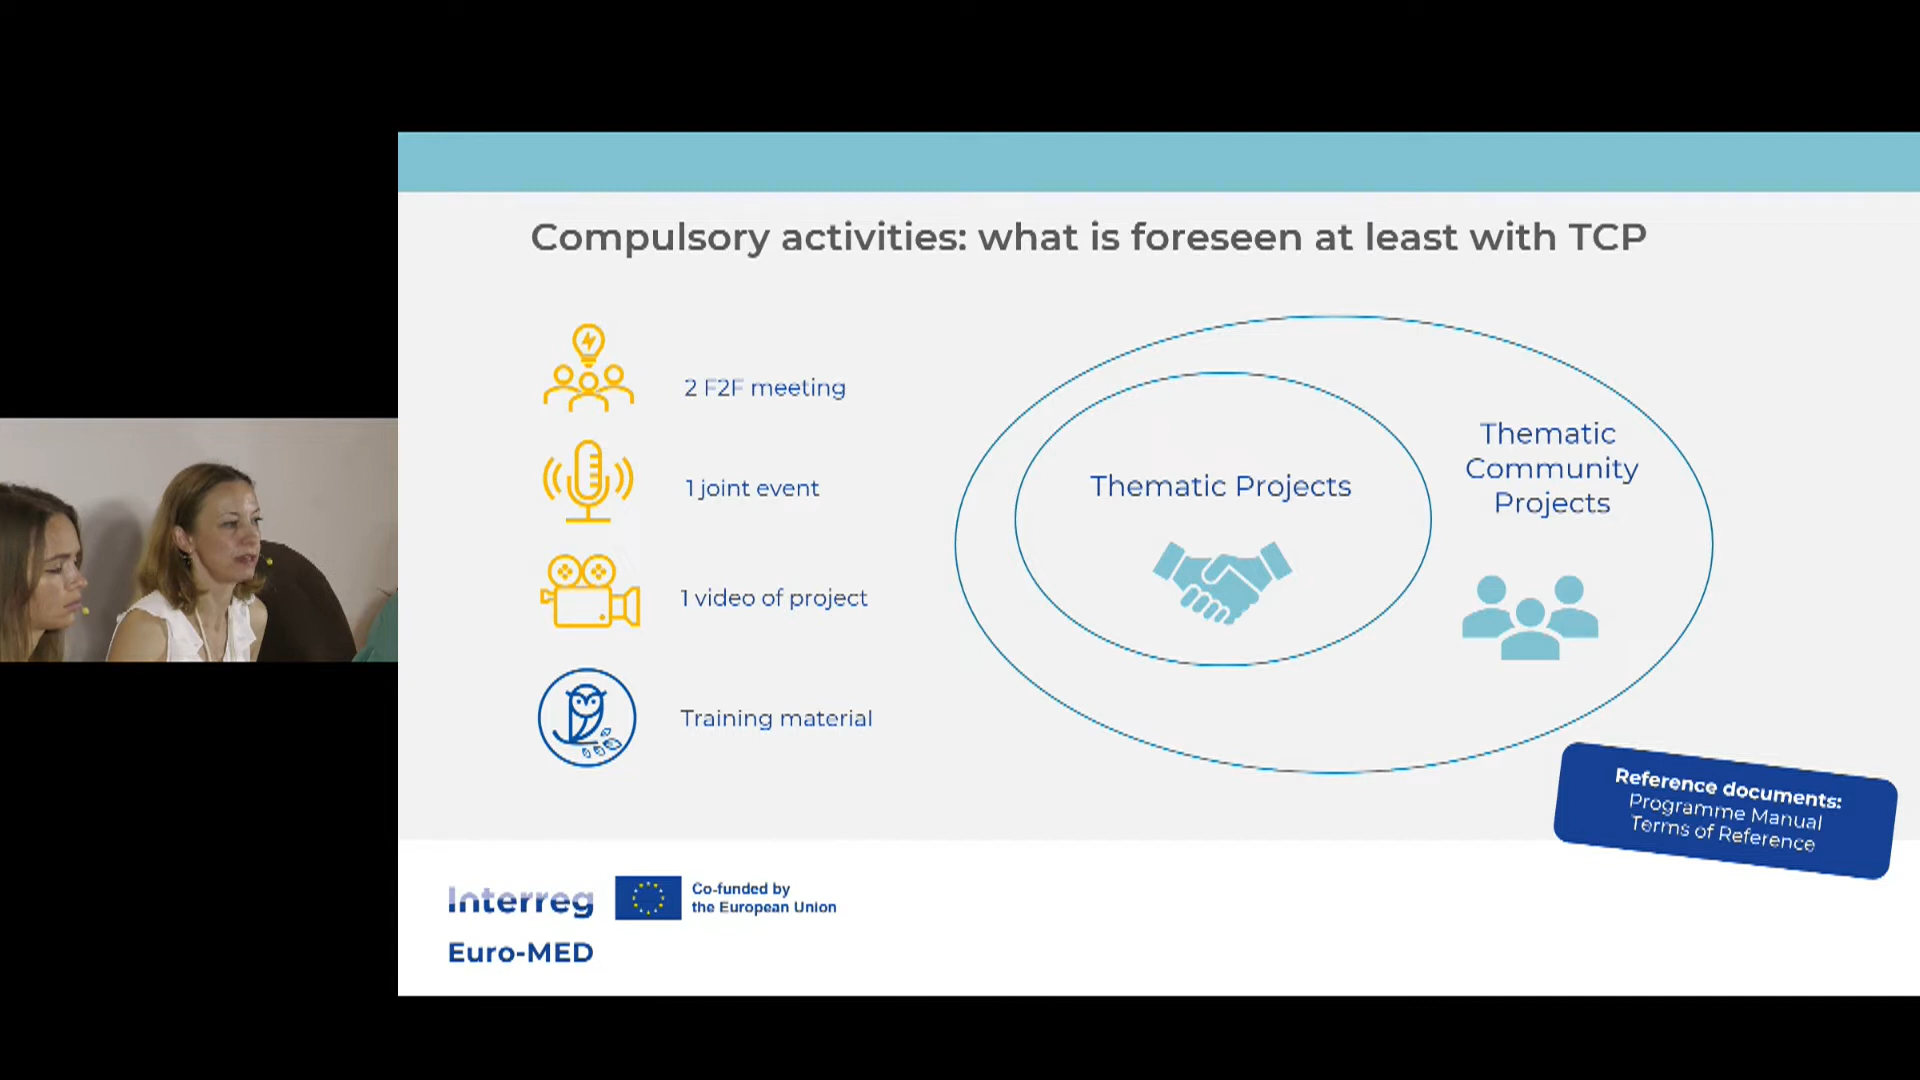 Compulsory activities: what is foreseen at least with TCP
2 F2F meeting
1 joint event
1 video of project
Training material
Thematic Projects
Thematic
Community
Projects
Reference documents:
Programme Manual
Terms of Reference
Interreg
Co-funded by
the European Union
Euro-MED